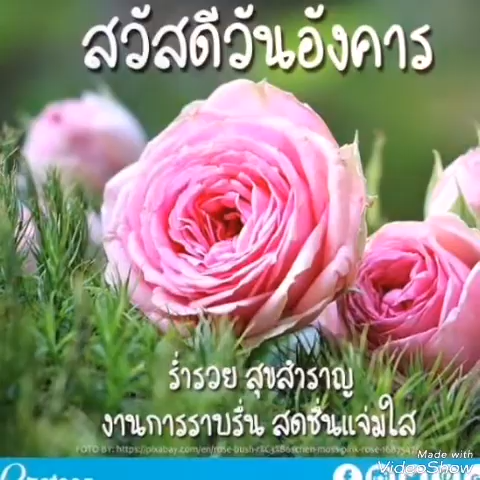 สวัสดีวันอังคาร
ร่ำรวย สุขสำราญ
งานการราบรื่น สดชื่นแจ่มใส
Made with
VideoShow